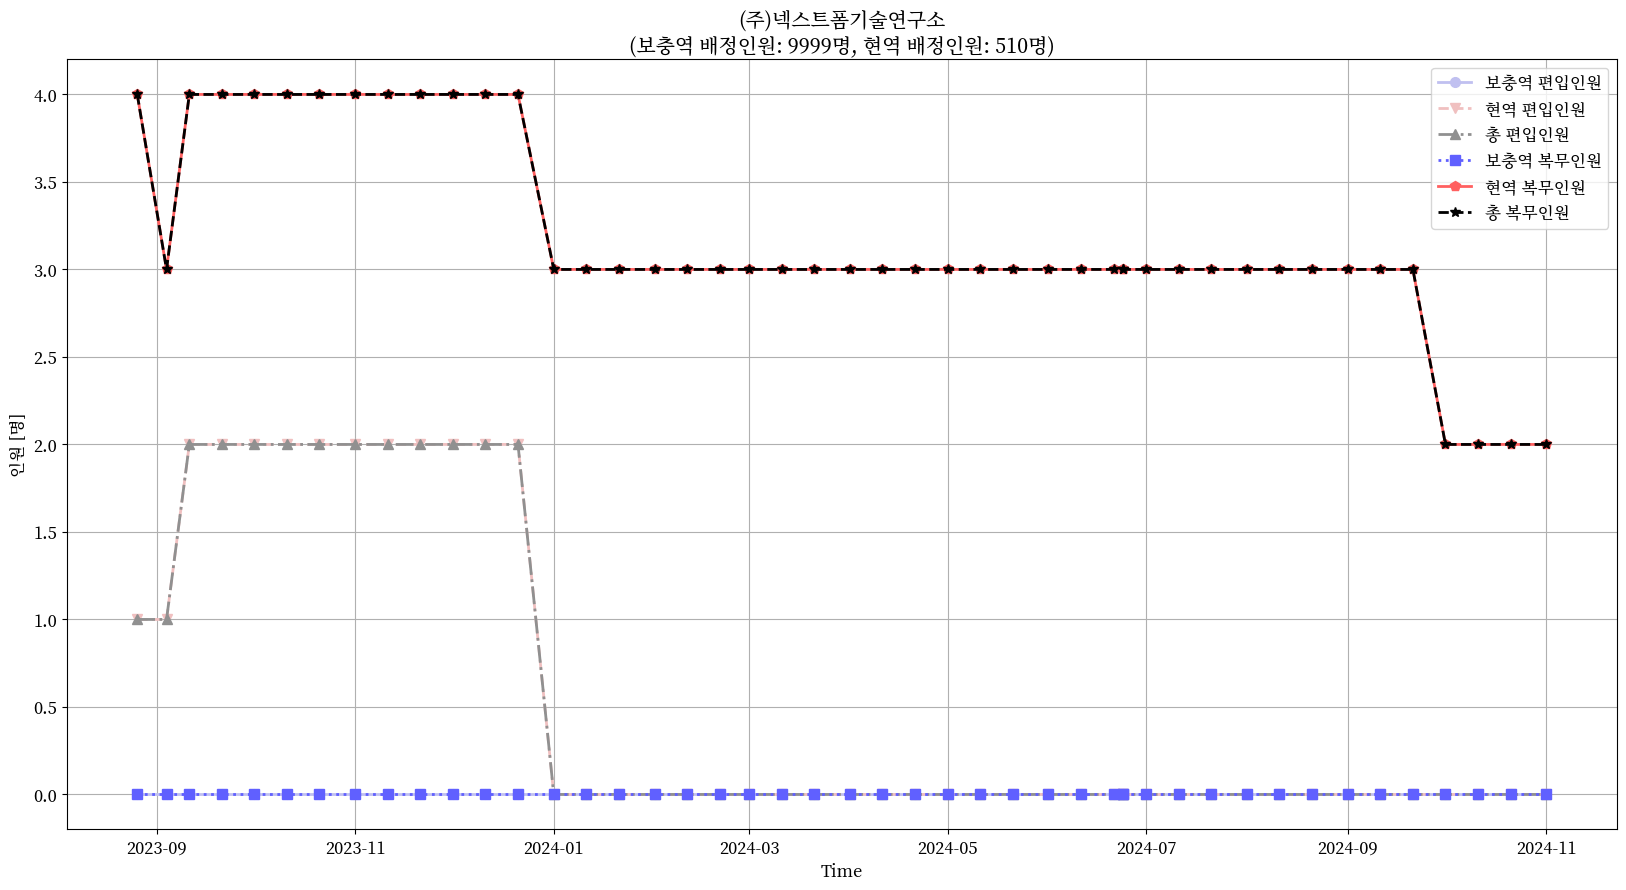 (주)넥스트폼기술연구소
(보충역 배정인원: 9999명, 현역 배정인원: 510명)
보충역 편입인원
현역 편입인원
총 편입인원
보충역 복무인원
현역 복무인원
총 복무인원
4.0
3.5
3.0
2.5
2.0
1.5
1.0
0.5
0.0
인원 [명]
2023-09 2023-11 2024-01 2024-03 2024-05 2024-07 2024-09 2024-11
Time